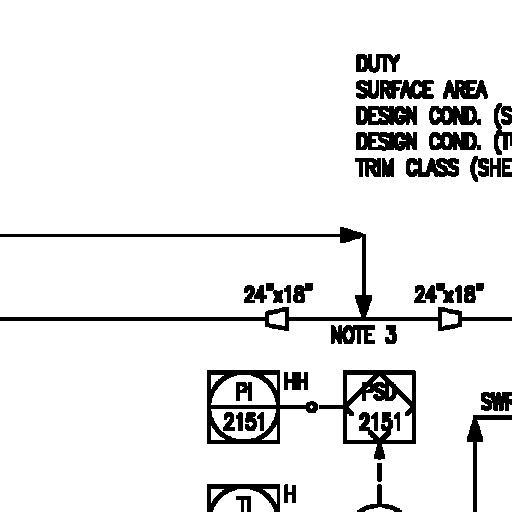 DUTY
SURFACE AREA
DESIGN COND. (S
DESIGN COND. (T
TRIM CLASS (SHE
24"x18"
24"x18"
NOTE 3
PI
2151
HH
PSD
2151
SWR
TI
H